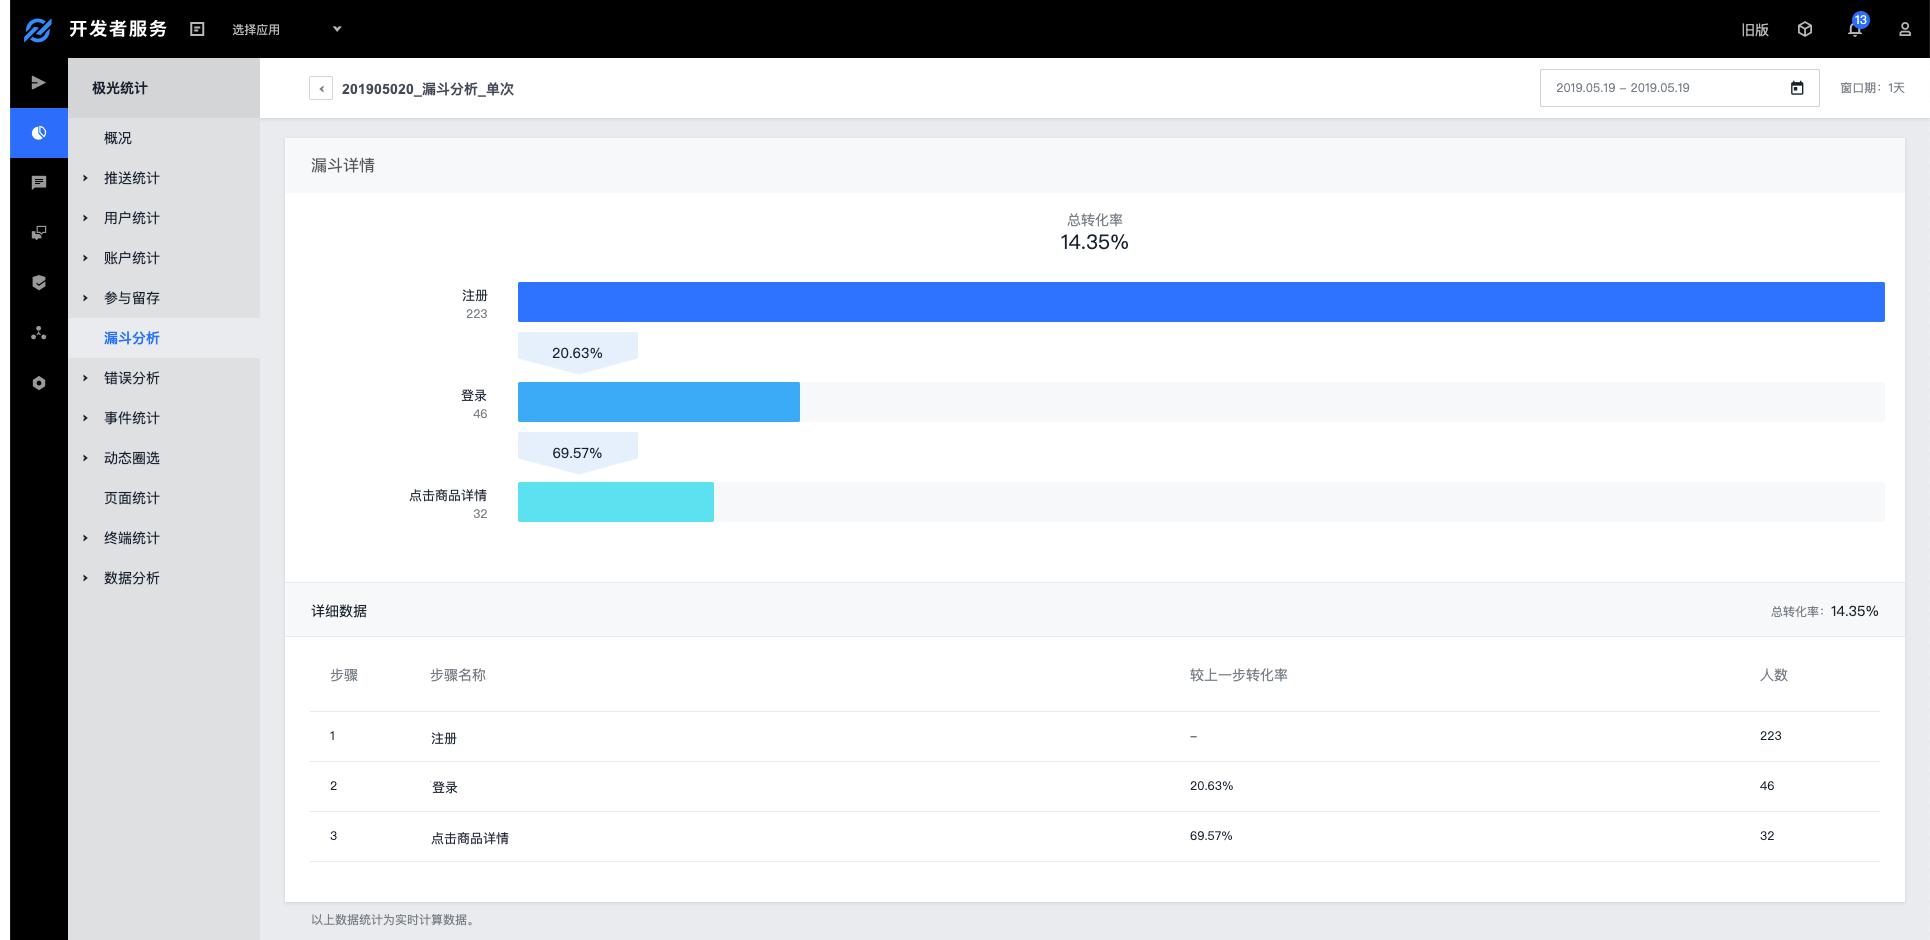 开发者服务
选择应用
旧版
13
极光统计
概况
推送统计
用户统计
账户统计
参与留存
漏斗分析
错误分析
事件统计
动态圈选
页面统计
终端统计
数据分析
201905020_漏斗分析_单次
2019.05.19 – 2019.05.19
窗口期：1天
漏斗详情
总转化率
14.35%
注册
223
20.63%
登录
46
69.57%
点击商品详情
32
详细数据
总转化率：14.35%
步骤 步骤名称 较上一步转化率 人数
1 注册 – 223
2 登录 20.63% 46
3 点击商品详情 69.57% 32
以上数据统计为实时计算数据。